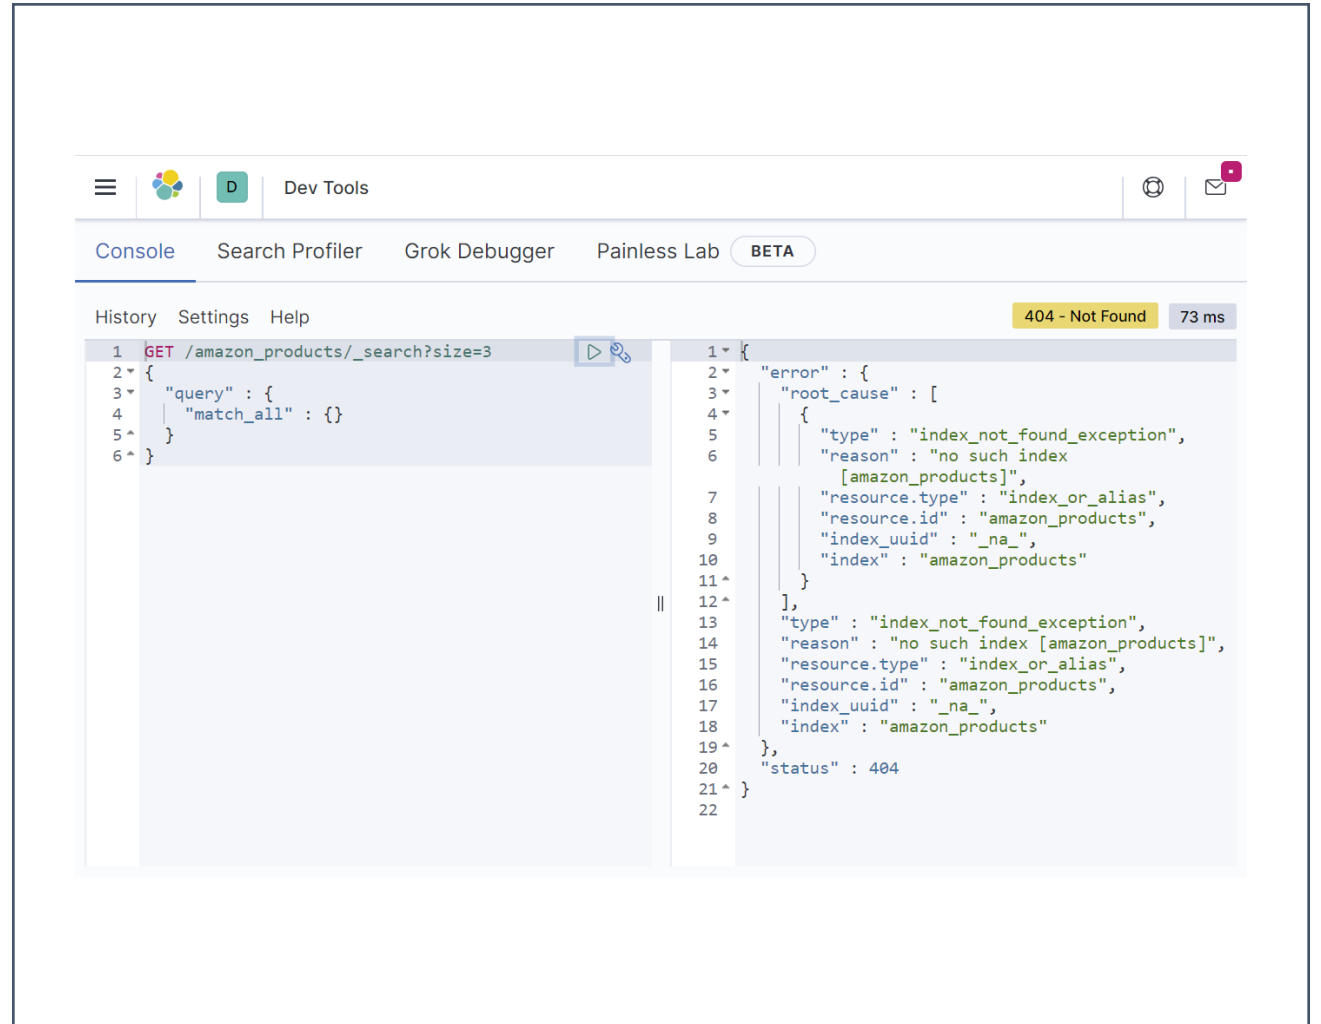 D
Dev Tools
Console Search Profiler Grok Debugger Painless Lab BETA
History Settings Help
404 - Not Found 73 ms
1 GET /amazon_products/_search?size=3
2 {
3 "query" : {
4 "match_all" : {}
5 }
6 }
1 {
2 "error" : {
3 "root_cause" : [
4 {
5 "type" : "index_not_found_exception",
6 "reason" : "no such index
[amazon_products]",
7 "resource.type" : "index_or_alias",
8 "resource.id" : "amazon_products",
9 "index_uuid" : "_na_",
10 "index" : "amazon_products"
11 }
12 ],
13 "type" : "index_not_found_exception",
14 "reason" : "no such index [amazon_products]",
15 "resource.type" : "index_or_alias",
16 "resource.id" : "amazon_products",
17 "index_uuid" : "_na_",
18 "index" : "amazon_products"
19 },
20 "status" : 404
21 }
22